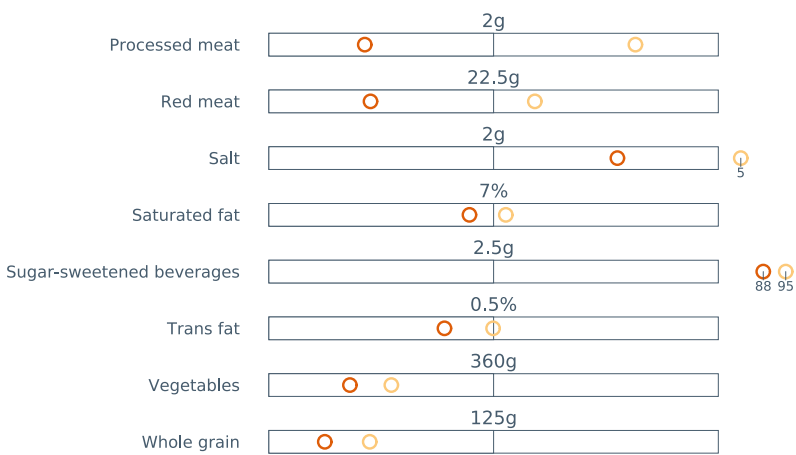 2g
Processed meat
22.5g
Red meat
2g
Salt
5
7%
Saturated fat
2.5g
Sugar-sweetened beverages
88 95
0.5%
Trans fat
360g
Vegetables
125g
Whole grain